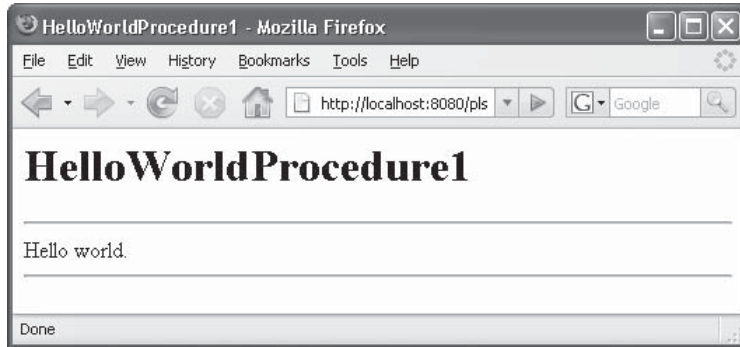 HelloWorldProcedure1 - Mozilla Firefox
File Edit View History Bookmarks Tools Help
http://localhost:8080/pls G Google
HelloWorldProcedure1
Hello world.
Done